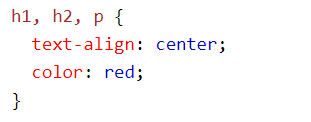 h1, h2, p {
  text-align: center;
  color: red;
}